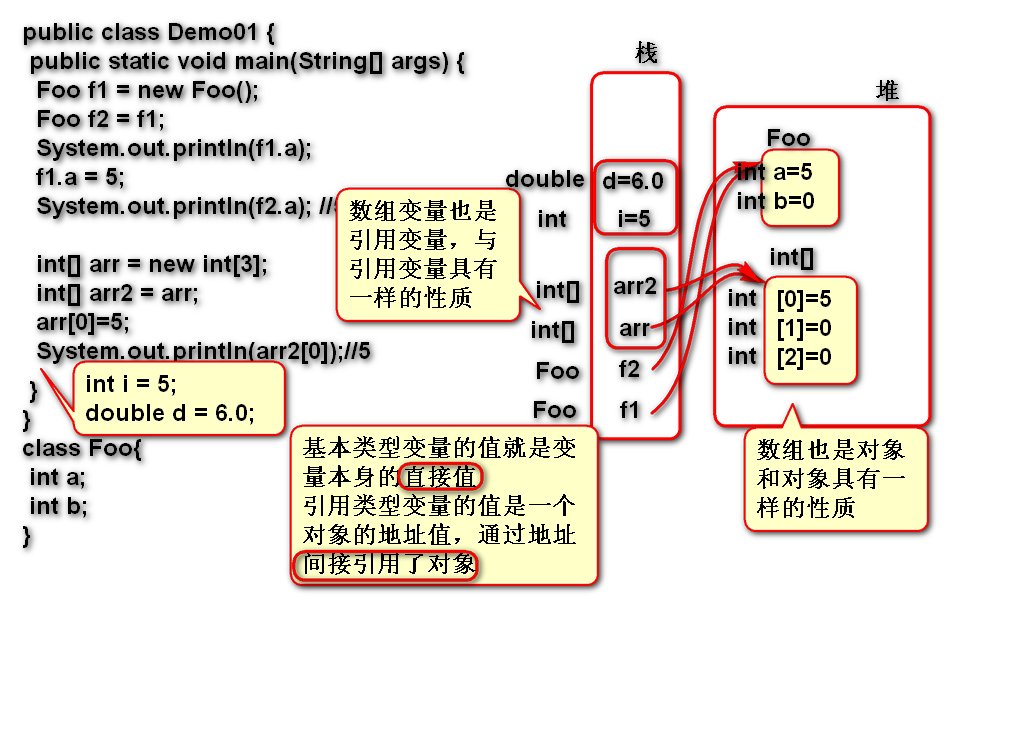 public class Demo01 {
public static void main(String[] args) {
Foo f1 = new Foo();
Foo f2 = f1;
System.out.println(f1.a);
f1.a = 5;
System.out.println(f2.a); //
int[] arr = new int[3];
int[] arr2 = arr;
arr[0]=5;
System.out.println(arr2[0]);//5
}
}
class Foo{
int a;
int b;
}
int i = 5;
double d = 6.0;
数组变量也是
引用变量，与
引用变量具有
一样的性质
基本类型变量的值就是变
量本身的直接值
引用类型变量的值是一个
对象的地址值，通过地址
间接引用了对象
栈
double d=6.0
int i=5
int[] arr2
int[] arr
Foo f2
Foo f1
堆
Foo
int a=5
int b=0
int[]
int [0]=5
int [1]=0
int [2]=0
数组也是对象
和对象具有一
样的性质